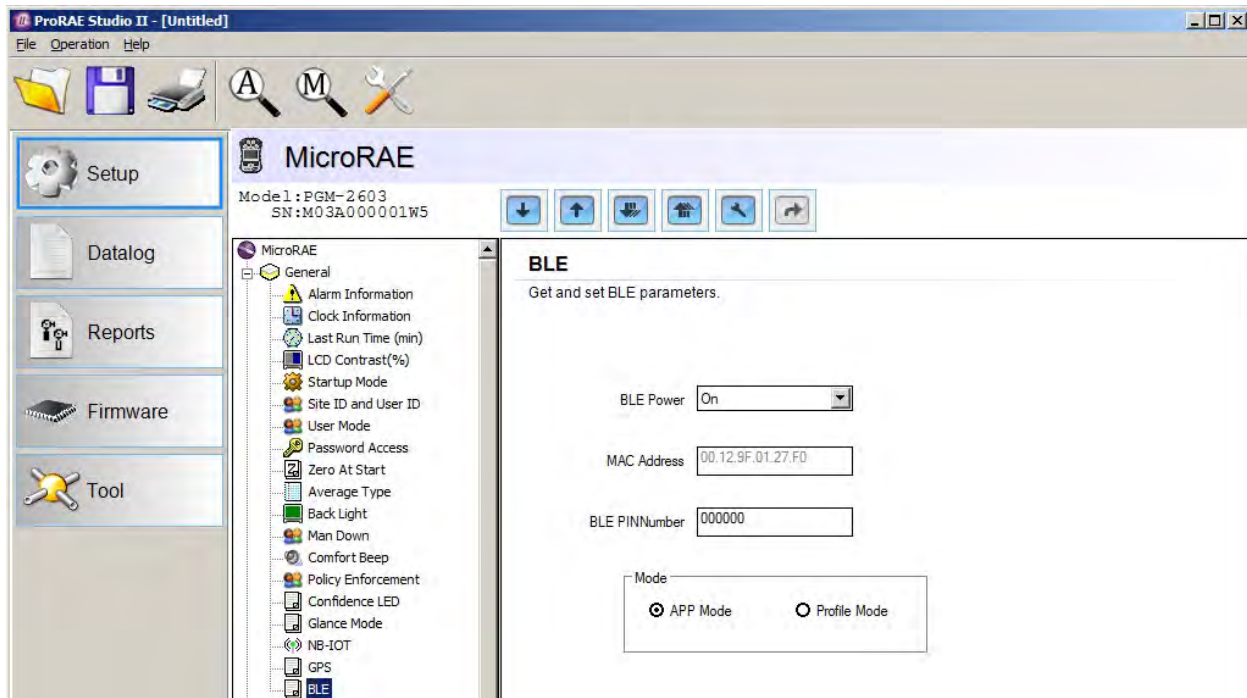 ProRAE Studio II - [Untitled]
File Operation Help
A M
Setup
Datalog
Reports
Firmware
Tool
MicroRAE
Model:PGM-2603
SN:M03A000001W5
MicroRAE
General
Alarm Information
Clock Information
Last Run Time (min)
LCD Contrast(%)
Startup Mode
Site ID and User ID
User Mode
Password Access
Zero At Start
Average Type
Back Light
Man Down
Comfort Beep
Policy Enforcement
Confidence LED
Glance Mode
NB-IOT
GPS
BLE
BLE
Get and set BLE parameters.
BLE Power On
MAC Address 00.12.9F.01.27.F0
BLE PINNumber 000000
Mode
APP Mode Profile Mode